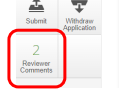 Submit
Withdraw
Application
2
Reviewer
Comments